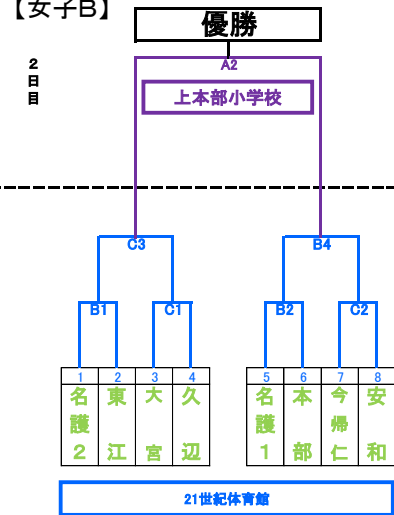 【女子B】
優勝
2日目
A2
上本部小学校
C3
B4
B1
C1
B2
C2
1 2 3 4 5 6 7 8
名護2
東江
大宮
久辺
名護1
本部
今帰仁
安和
21世紀体育館